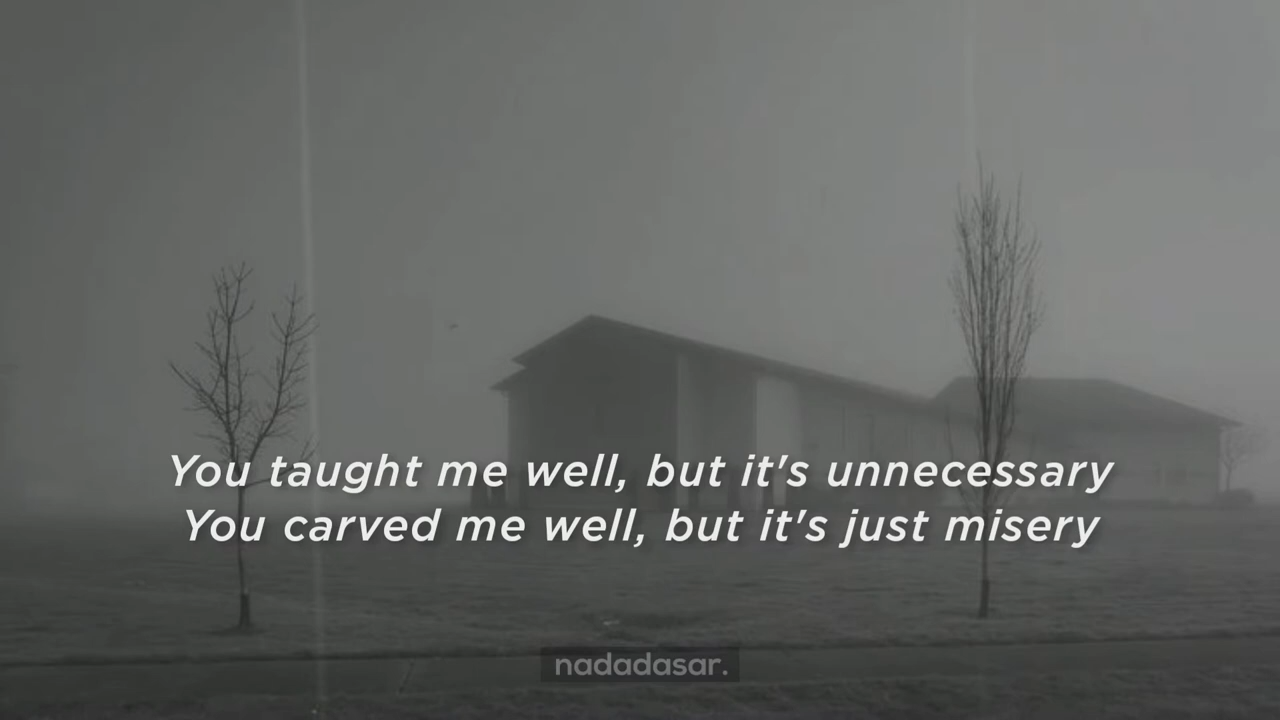 You taught me well, but it's unnecessary
You carved me well, but it's just misery
nadadasar.